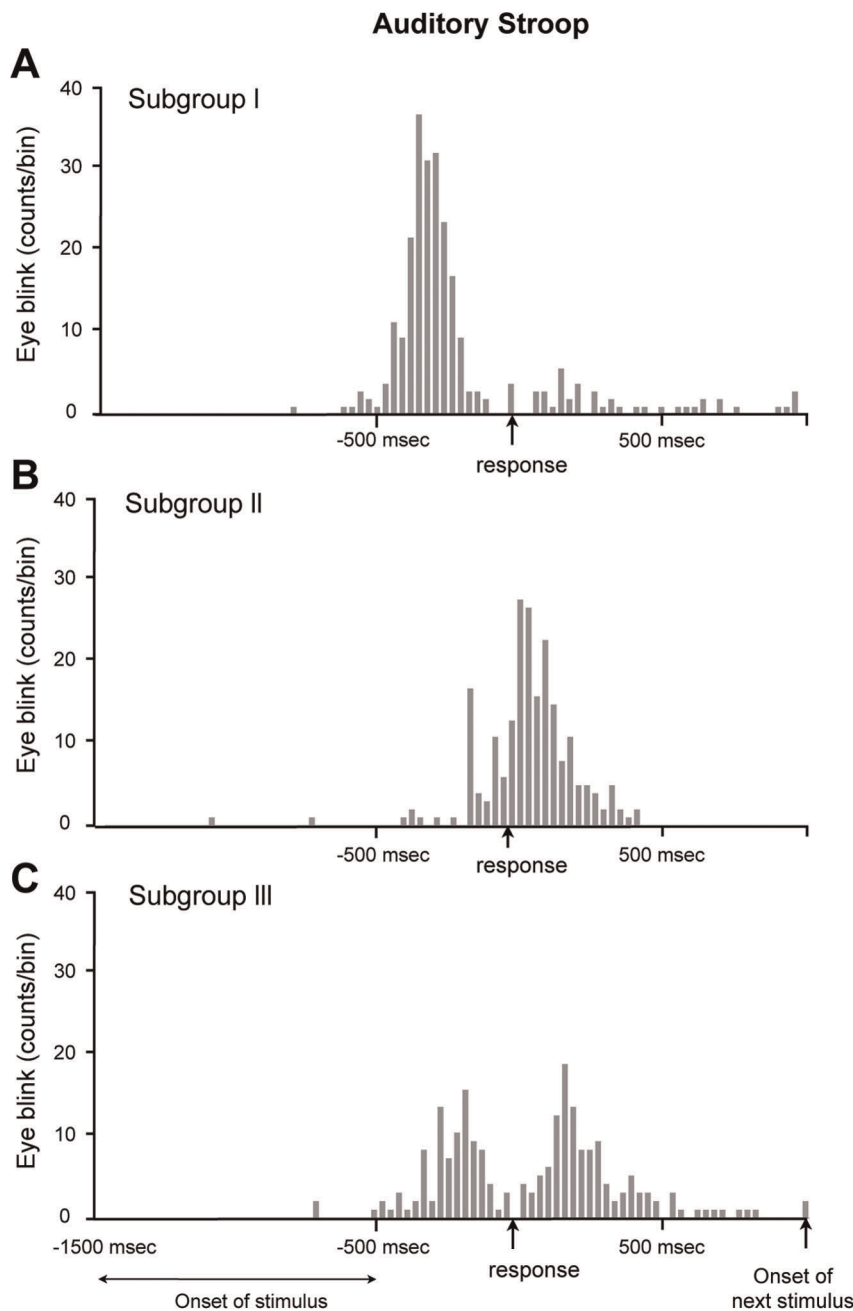 Auditory Stroop
A
Subgroup I
Eye blink (counts/bin)
40
30
20
10
0
-500 msec
response
500 msec
B
Subgroup II
Eye blink (counts/bin)
40
30
20
10
0
-500 msec
response
500 msec
C
Subgroup III
Eye blink (counts/bin)
40
30
20
10
0
-1500 msec
-500 msec
response
500 msec
Onset of stimulus
Onset of
next stimulus